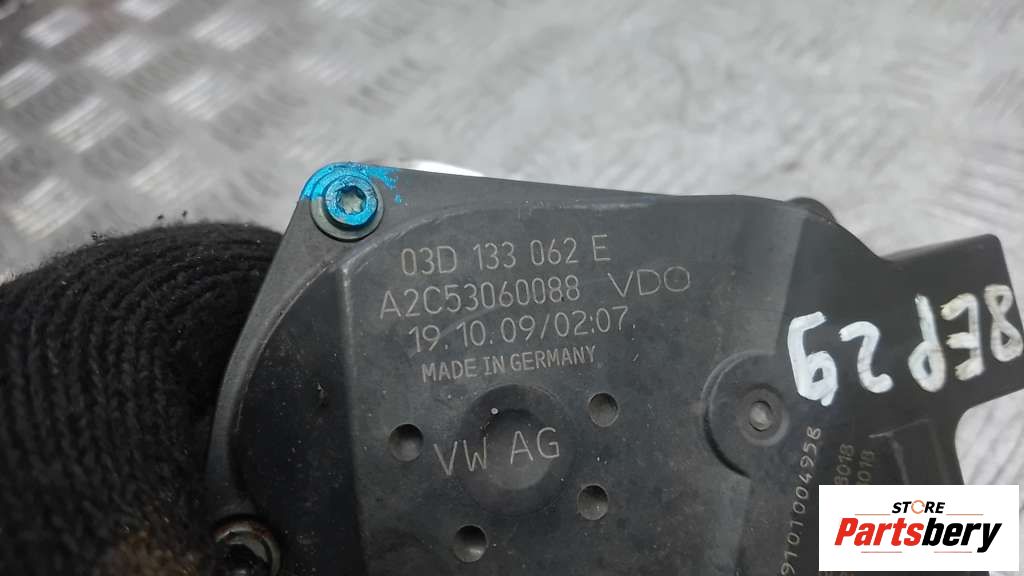 03D 133 062 E
A2C53060088 VDO
19.10.09/02:07
MADE IN GERMANY
VW AG
8EP29
STORE
Partsbery